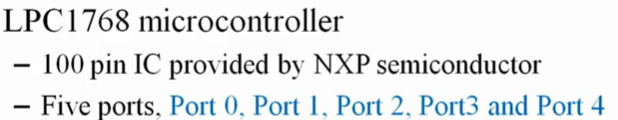 LPC1768 microcontroller
– 100 pin IC provided by NXP semiconductor
– Five ports, Port 0, Port 1, Port 2, Port3 and Port 4